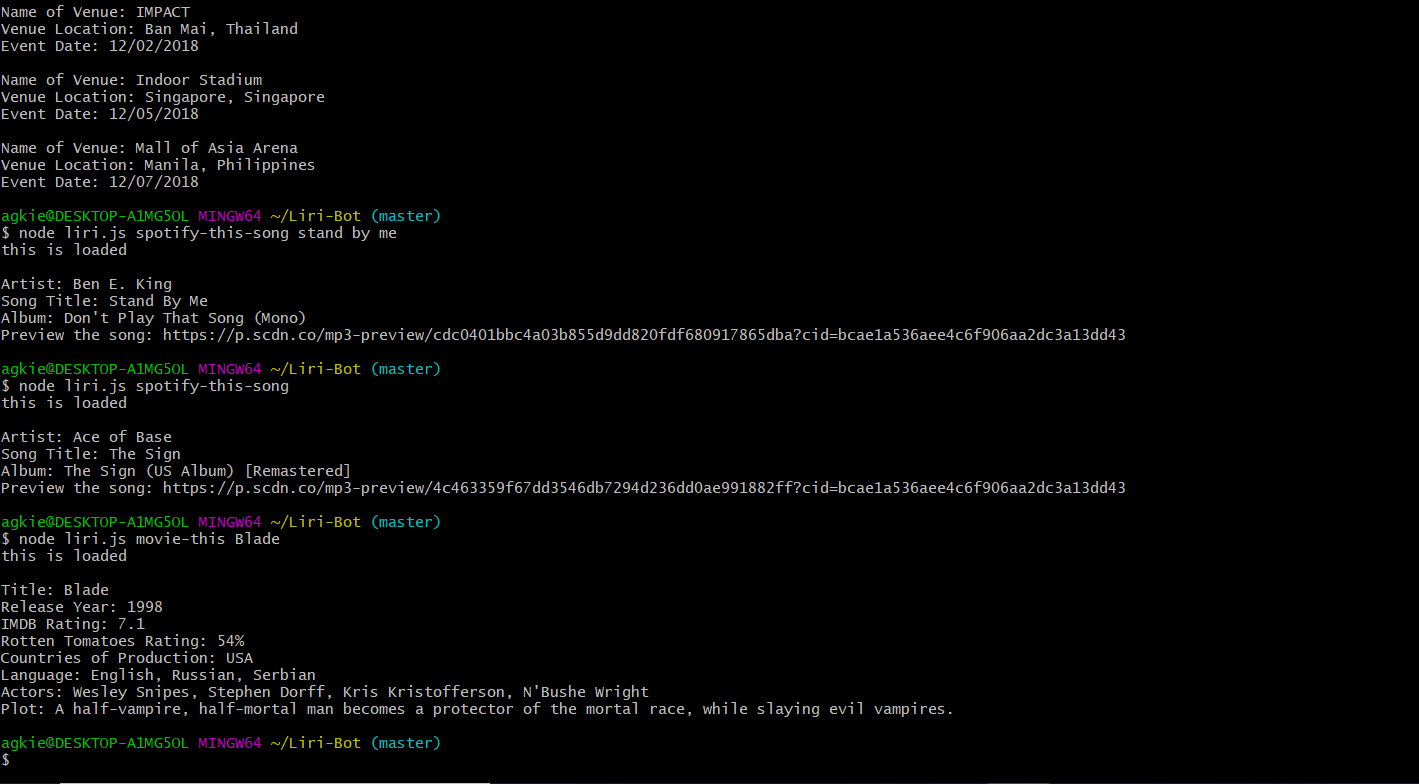 Name of Venue: IMPACT
Venue Location: Ban Mai, Thailand
Event Date: 12/02/2018
Name of Venue: Indoor Stadium
Venue Location: Singapore, Singapore
Event Date: 12/05/2018
Name of Venue: Mall of Asia Arena
Venue Location: Manila, Philippines
Event Date: 12/07/2018
agkie@DESKTOP-A1MG5OL MINGW64 ~/Liri-Bot (master)
$ node liri.js spotify-this-song stand by me
this is loaded
Artist: Ben E. King
Song Title: Stand By Me
Album: Don't Play That Song (Mono)
Preview the song: https://p.scdn.co/mp3-preview/cdc0401bbc4a03b855d9dd820fdf680917865dba?cid=bcae1a536aee4c6f906aa2dc3a13dd43
agkie@DESKTOP-A1MG5OL MINGW64 ~/Liri-Bot (master)
$ node liri.js spotify-this-song
this is loaded
Artist: Ace of Base
Song Title: The Sign
Album: The Sign (US Album) [Remastered]
Preview the song: https://p.scdn.co/mp3-preview/4c463359f67dd3546db7294d236dd0ae991882ff?cid=bcae1a536aee4c6f906aa2dc3a13dd43
agkie@DESKTOP-A1MG5OL MINGW64 ~/Liri-Bot (master)
$ node liri.js movie-this Blade
this is loaded
Title: Blade
Release Year: 1998
IMDB Rating: 7.1
Rotten Tomatoes Rating: 54%
Countries of Production: USA
Language: English, Russian, Serbian
Actors: Wesley Snipes, Stephen Dorff, Kris Kristofferson, N'Bushe Wright
Plot: A half-vampire, half-mortal man becomes a protector of the mortal race, while slaying evil vampires.
agkie@DESKTOP-A1MG5OL MINGW64 ~/Liri-Bot (master)
$